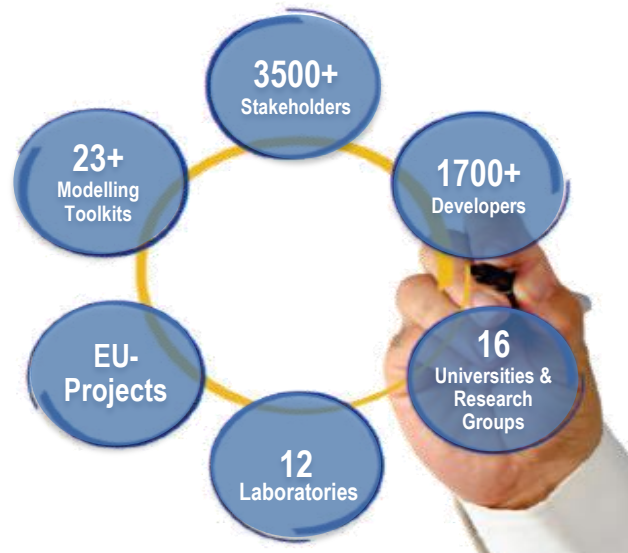 3500+
Stakeholders
1700+
Developers
16
Universities &
Research
Groups
12
Laboratories
EU-
Projects
23+
Modelling
Toolkits